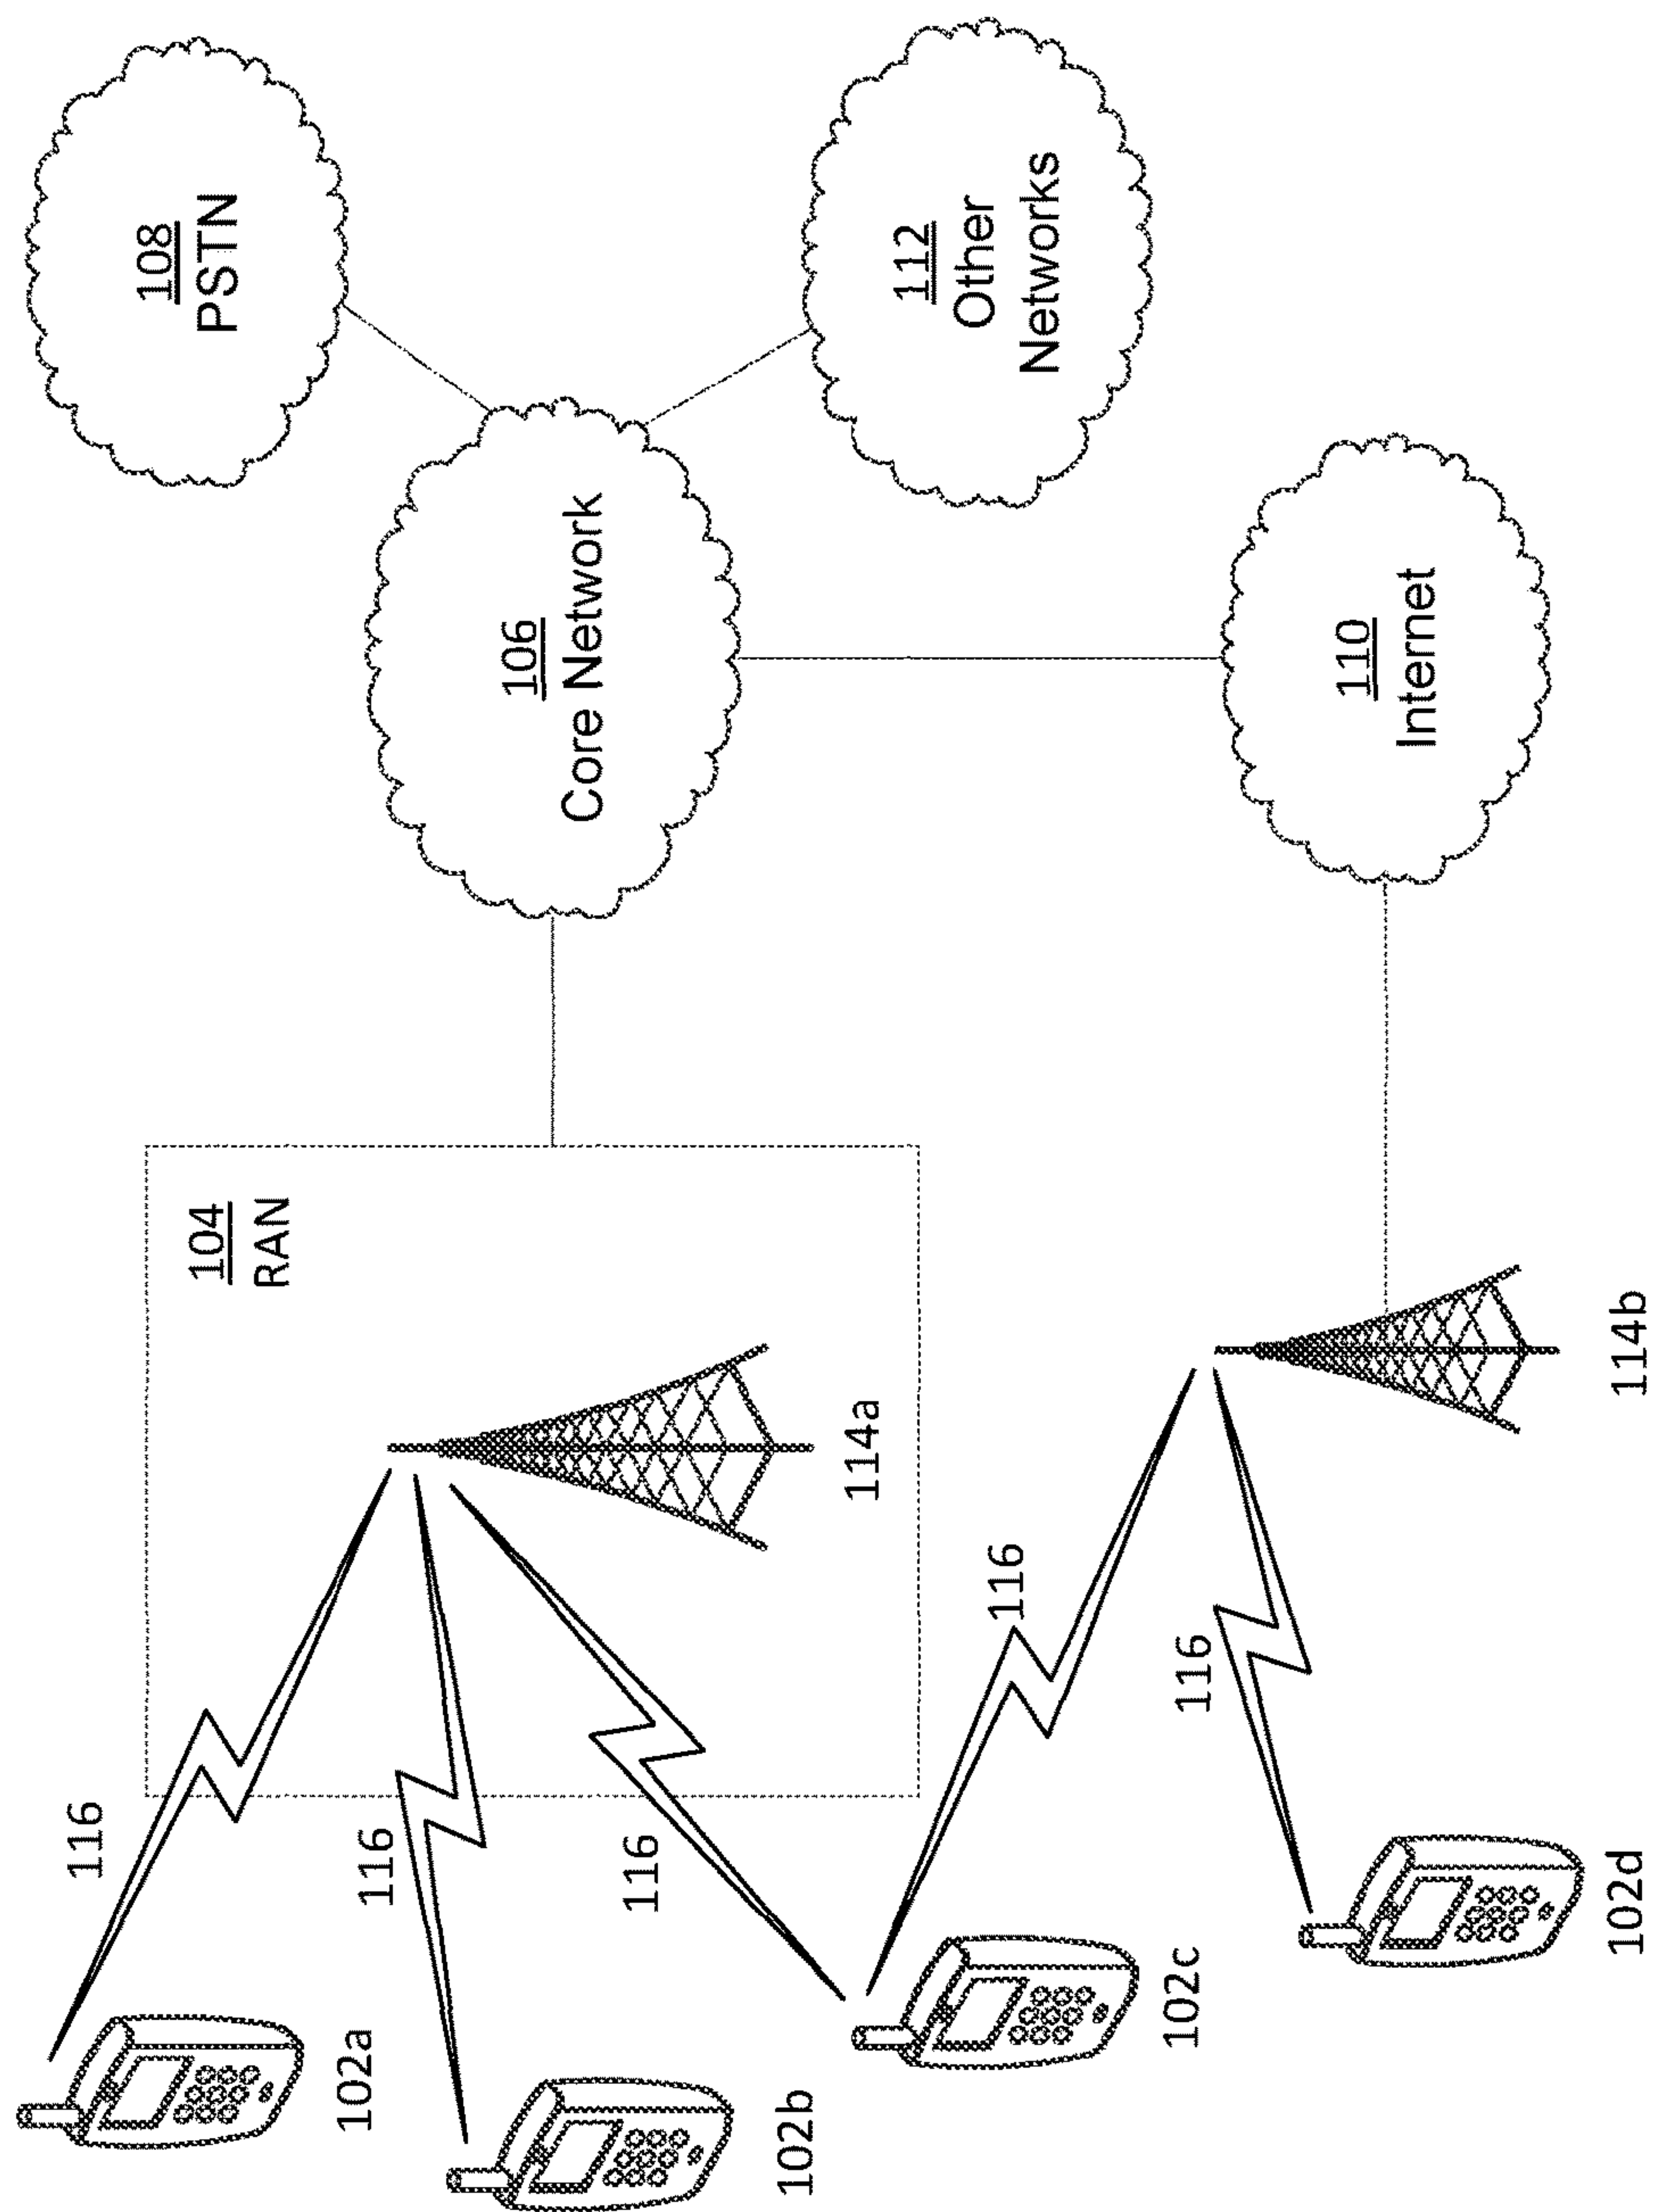 116
108
PSTN
104
RAN
102a
116
106
Core Network
116
102b
114a
112
Other
Networks
116
102c
116
110
Internet
102d
114b